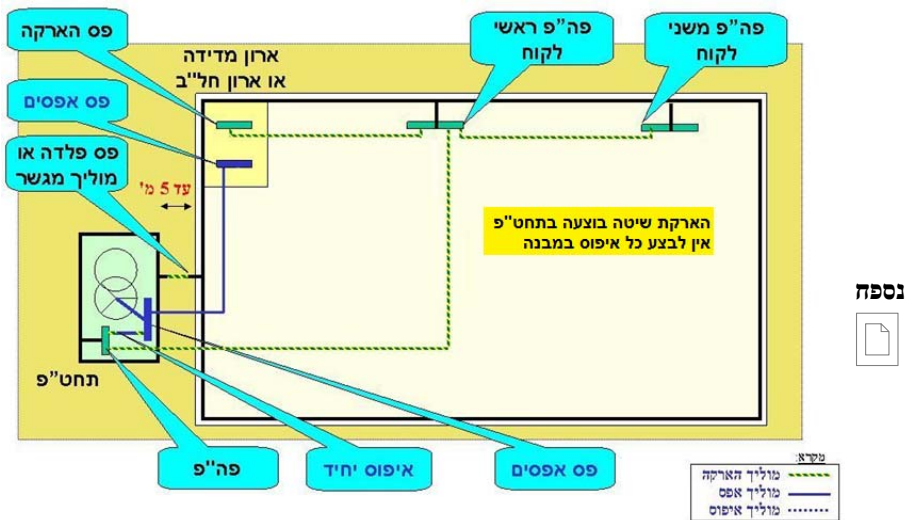 פס הארקה
ארון מדידה
או ארון חל"ב
פה"פ ראשי
לקוח
פה"פ משני
לקוח
פס אפסים
פס פלדה או
מוליך מגשר
עד 5 מ'
הארקת שיטה בוצעה בתחט"פ
אין לבצע כל איפוס במבנה
נספח
תחט"פ
פה"פ
איפוס יחיד
פס אפסים
מקרא:
מוליך הארקה
מוליך אפס
מוליך איפוס